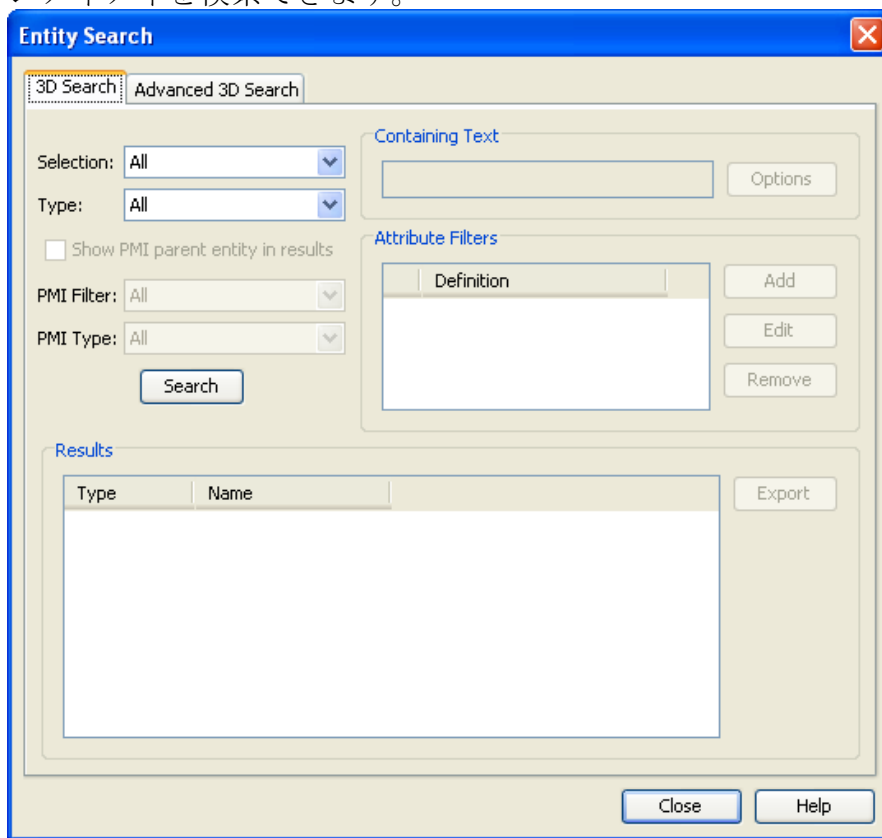 Entity Search
3D Search
Advanced 3D Search
Selection: All
Type: All
Show PMI parent entity in results
PMI Filter: All
PMI Type: All
Search
Containing Text
Options
Attribute Filters
Definition
Add
Edit
Remove
Results
Type Name
Export
Close
Help